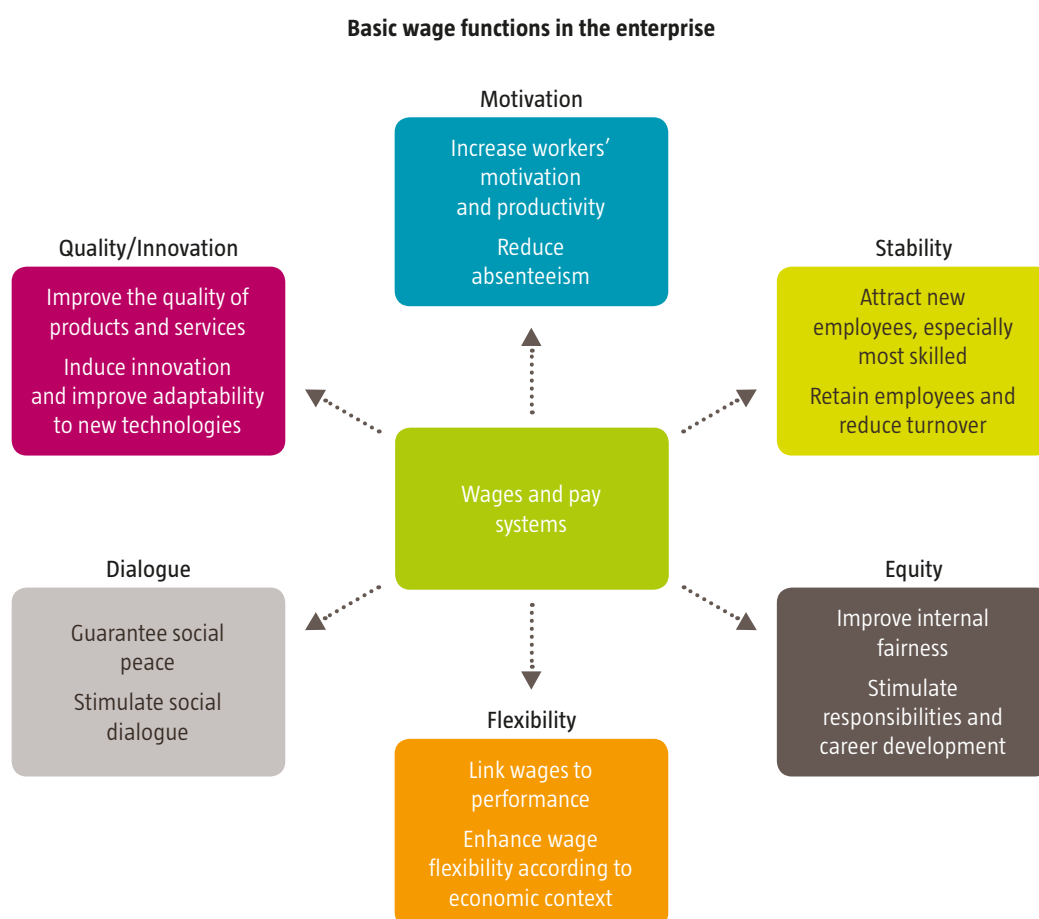 Basic wage functions in the enterprise
Motivation
Increase workers’
motivation
and productivity
Reduce
absenteeism
Quality/Innovation
Improve the quality of
products and services
Induce innovation
and improve adaptability
to new technologies
Stability
Attract new
employees, especially
most skilled
Retain employees and
reduce turnover
Wages and pay
systems
Dialogue
Guarantee social
peace
Stimulate social
dialogue
Equity
Improve internal
fairness
Stimulate
responsibilities and
career development
Flexibility
Link wages to
performance
Enhance wage
flexibility according to
economic context